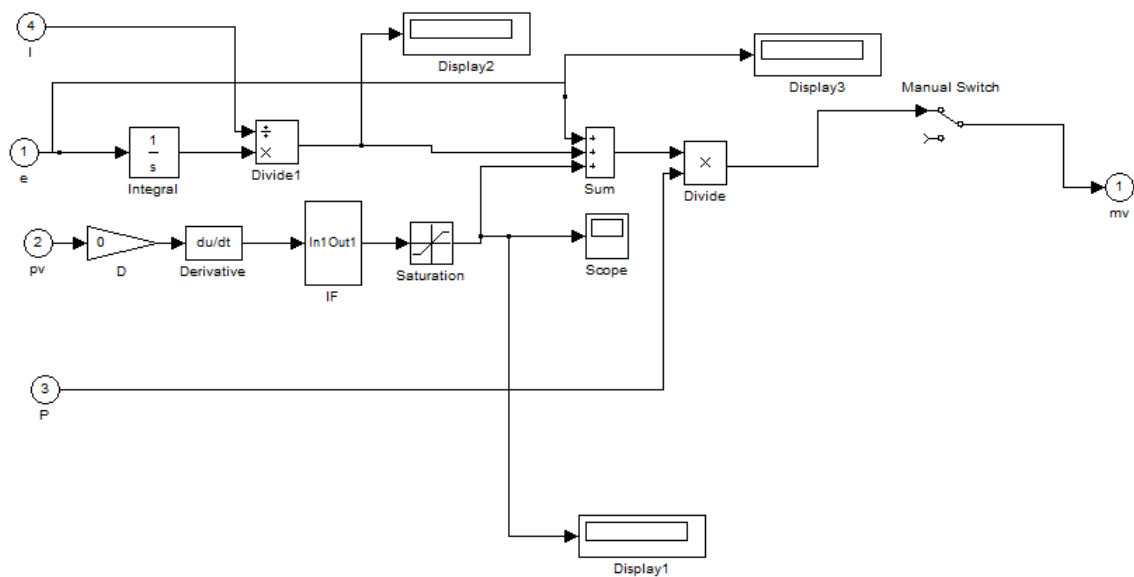 4
I
Display2
Display3
Manual Switch
1
e
1
s
Integral
÷
×
Divide1
+
+
+
Sum
×
Divide
1
mv
2
pv
0
D
du/dt
Derivative
In1Out1
IF
Saturation
Scope
3
P
Display1